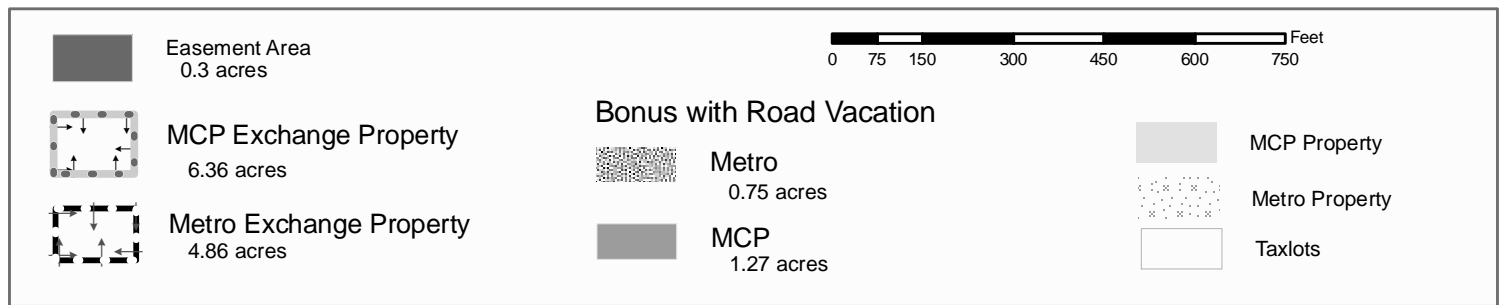 Easement Area
0.3 acres
MCP Exchange Property
6.36 acres
Metro Exchange Property
4.86 acres
Feet
0 75 150 300 450 600 750
Bonus with Road Vacation
Metro
0.75 acres
MCP
1.27 acres
MCP Property
Metro Property
Taxlots